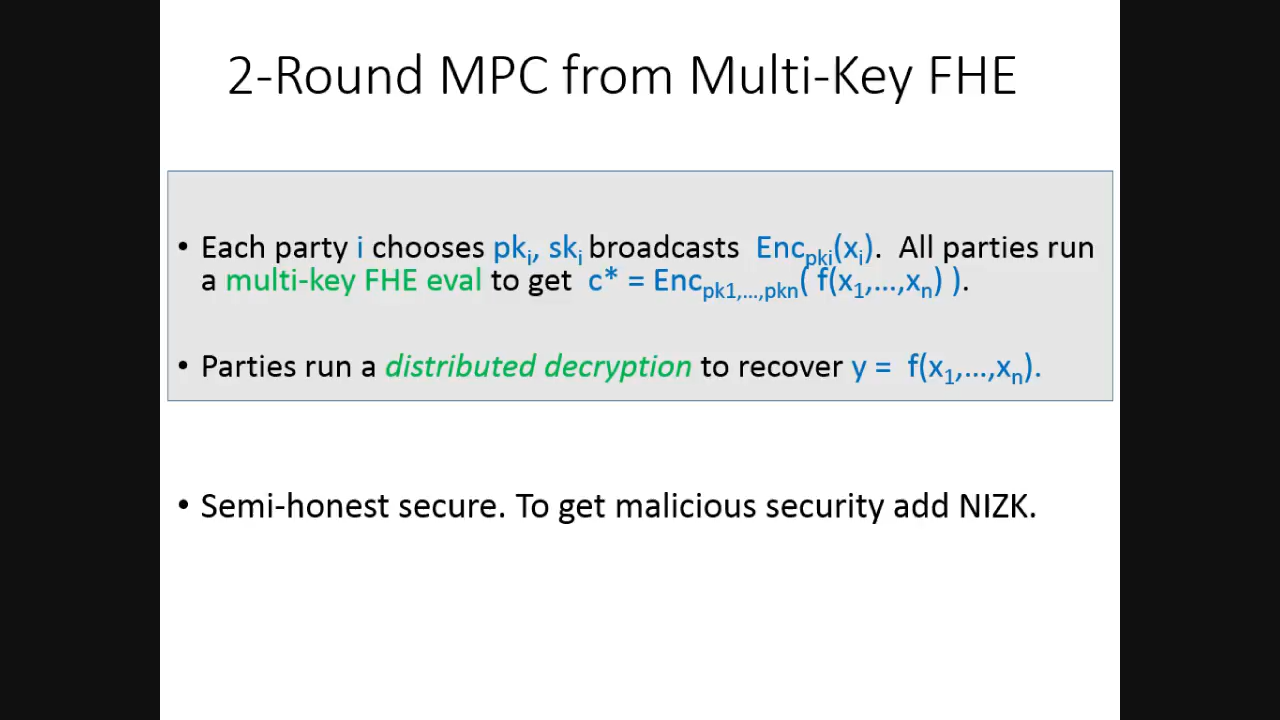 2-Round MPC from Multi-Key FHE
• Each party i chooses pkᵢ, skᵢ broadcasts Encₚₖᵢ(xᵢ). All parties run
a multi-key FHE eval to get c* = Encₚₖ₁,…,ₚₖₙ( f(x₁,…,xₙ) ).
• Parties run a distributed decryption to recover y = f(x₁,…,xₙ).
• Semi-honest secure. To get malicious security add NIZK.